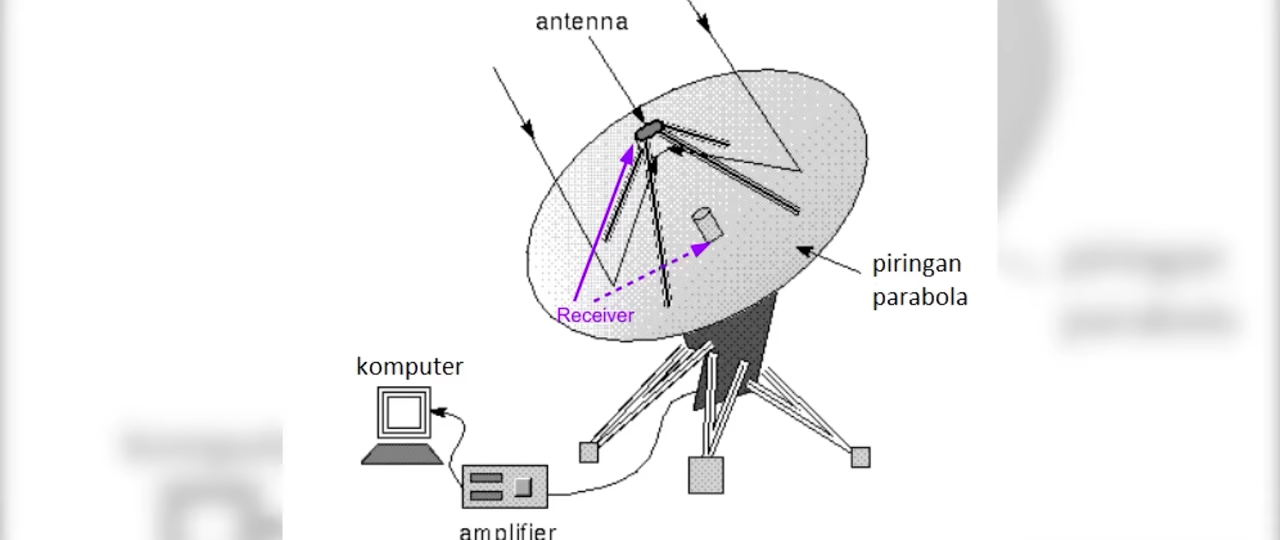 antenna
piringan
parabola
Receiver
komputer
amplifier